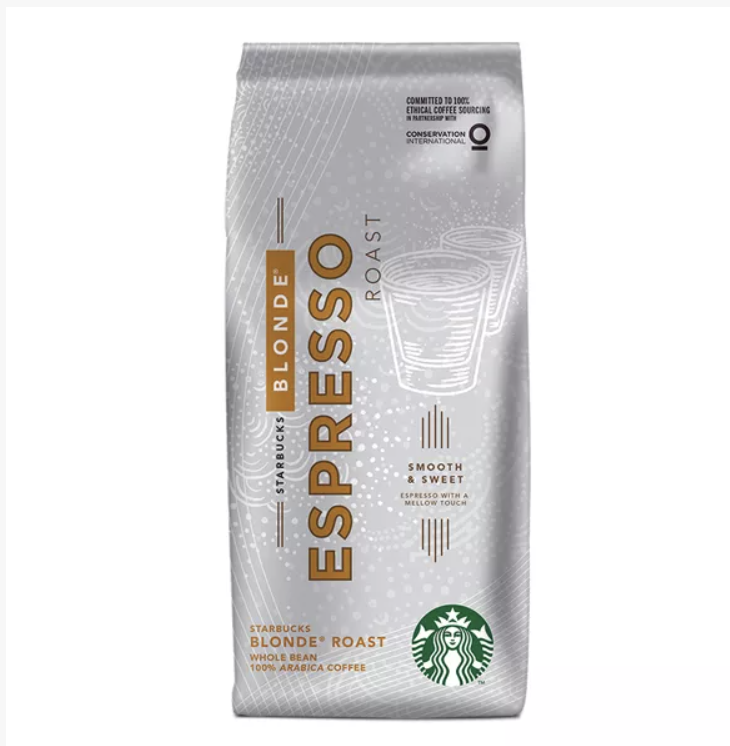 COMMITTED TO 100%
ETHICAL COFFEE SOURCING
IN PARTNERSHIP WITH
CONSERVATION
INTERNATIONAL
STARBUCKS BLONDE®
ESPRESSO
ROAST
SMOOTH
& SWEET
ESPRESSO WITH A
MELLOW TOUCH
STARBUCKS
BLONDE® ROAST
WHOLE BEAN
100% ARABICA COFFEE
TM